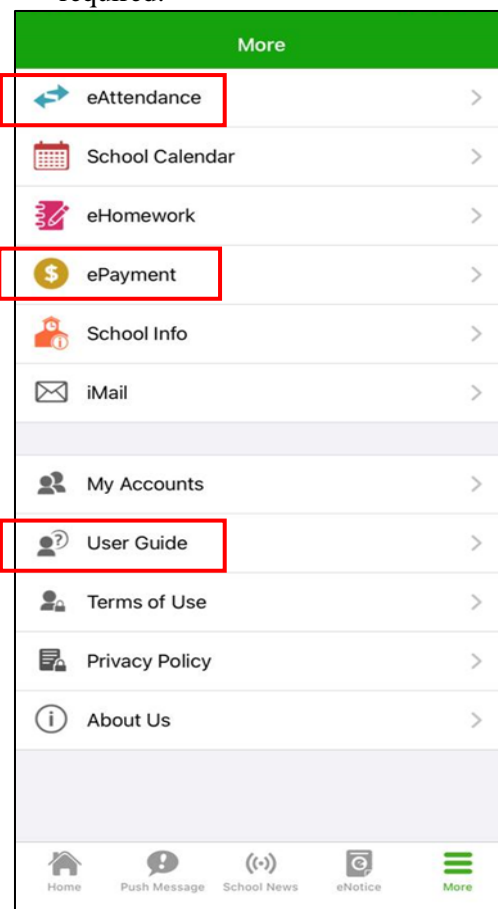 required.
More
eAttendance
School Calendar
eHomework
ePayment
School Info
iMail
My Accounts
User Guide
Terms of Use
Privacy Policy
About Us
Home Push Message School News eNotice More